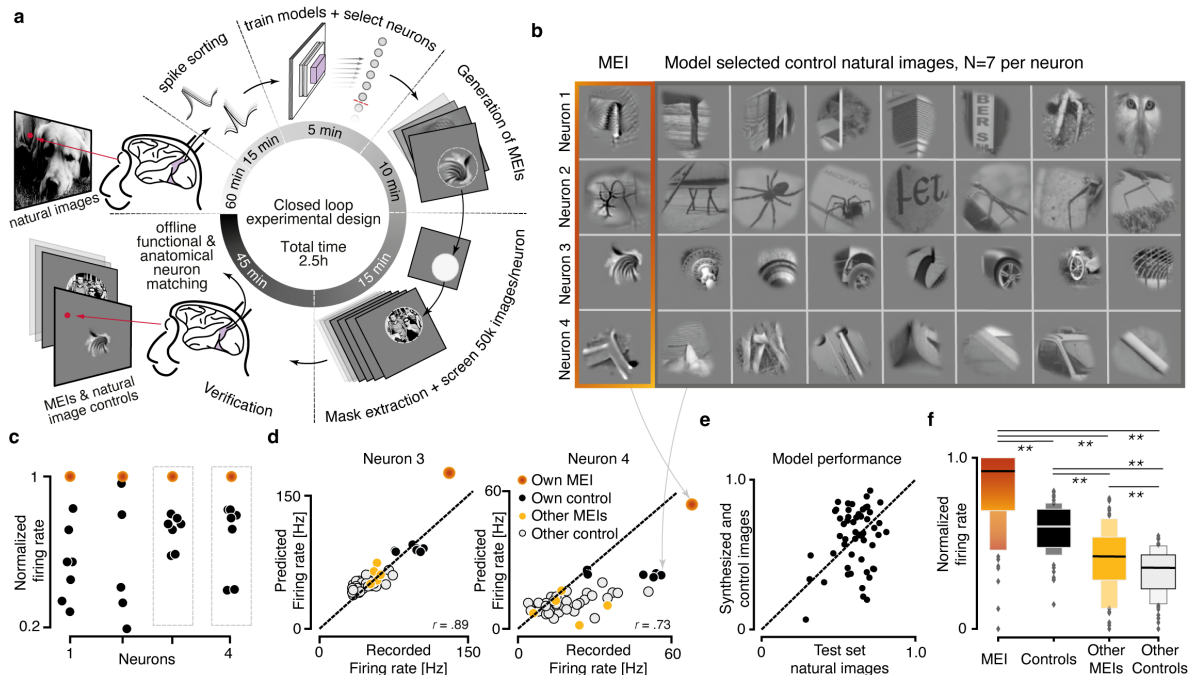 a
spike sorting
train models + select neurons
Generation of MEIs
60 min
15 min
5 min
10 min
15 min
45 min
Closed loop
experimental design
Total time
2.5h
natural images
offline
functional &
anatomical
neuron
matching
MEIs & natural
image controls
Verification
Mask extraction + screen 50k images/neuron
b
MEI
Model selected control natural images, N=7 per neuron
Neuron 1
Neuron 2
Neuron 3
Neuron 4
BER S
fet
c
Normalized
firing rate
1
0.2
1
4
Neurons
d
Neuron 3
Predicted
Firing rate [Hz]
150
0
r = .89
0
150
Recorded
Firing rate [Hz]
Neuron 4
Own MEI
Own control
Other MEIs
Other control
Predicted
Firing rate [Hz]
60
0
r = .73
0
60
Recorded
Firing rate [Hz]
e
Model performance
Synthesized and
control images
1.0
0
0
1.0
Test set
natural images
f
**
**
**
**
**
**
Normalized
firing rate
1.0
0
MEI
Controls
Other
MEIs
Other
Controls